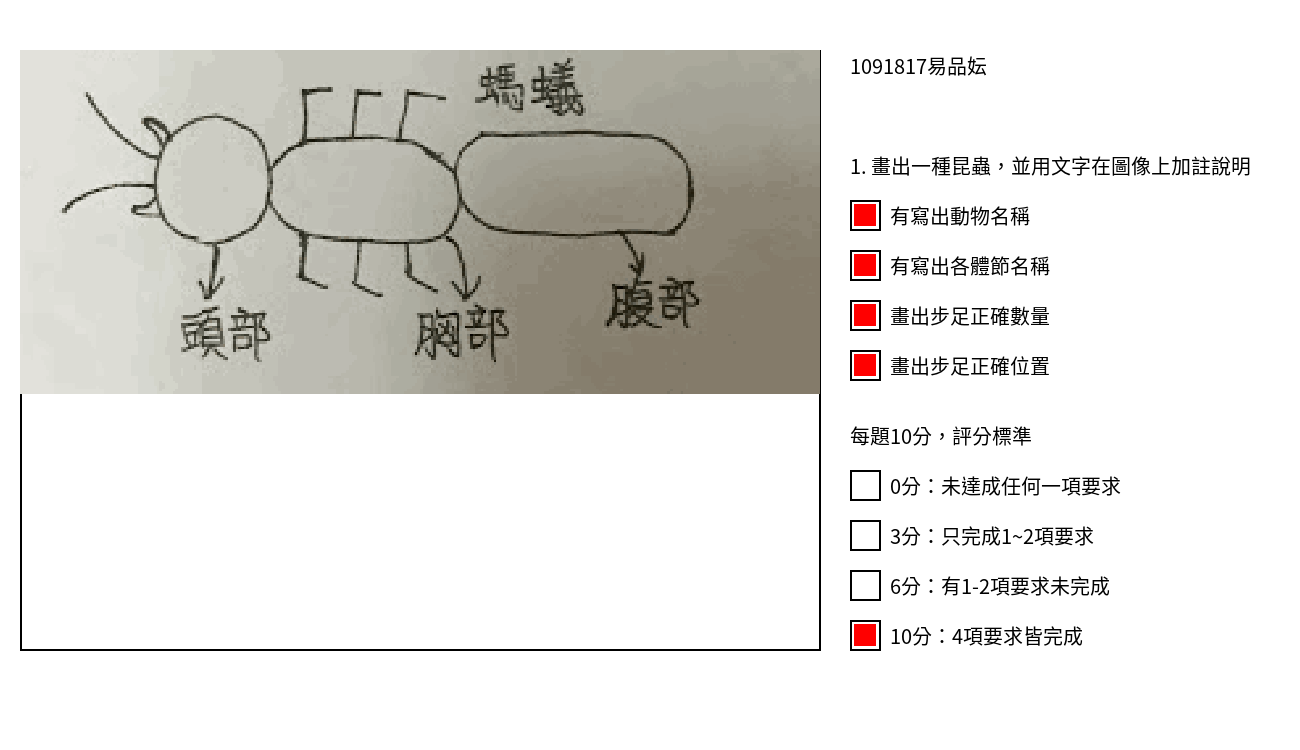 螞蟻
頭部
胸部
腹部
1091817易品妘
1. 畫出一種昆蟲，並用文字在圖像上加註說明
有寫出動物名稱
有寫出各體節名稱
畫出步足正確數量
畫出步足正確位置
每題10分，評分標準
0分：未達成任何一項要求
3分：只完成1~2項要求
6分：有1-2項要求未完成
10分：4項要求皆完成